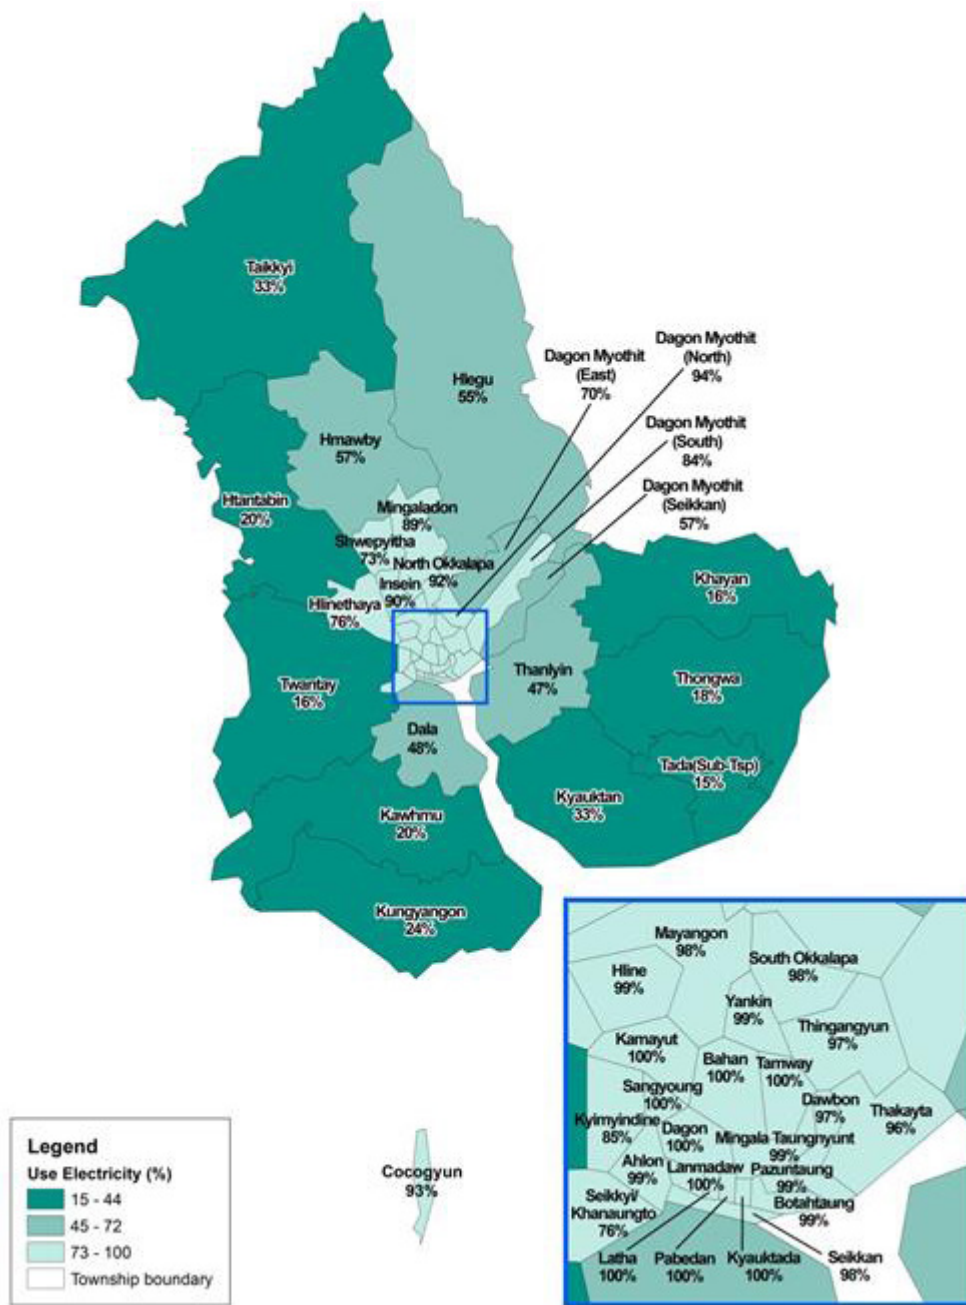 Taikkyi
33%
Hlegu
55%
Dagon Myothit
(East)
70%
Dagon Myothit
(North)
94%
Dagon Myothit
(South)
84%
Dagon Myothit
(Seikkan)
57%
Hmawby
57%
Htantabin
20%
Mingaladon
89%
Shwepyitha
73%
North Okkalapa
92%
Insein
90%
Hlinethaya
76%
Khayan
16%
Thongwa
18%
Thanlyin
47%
Twantay
16%
Dala
48%
Tada(Sub-Tsp)
15%
Kyauktan
33%
Kawhmu
20%
Kungyangon
24%
Cocogyun
93%
Legend
Use Electricity (%)
15 - 44
45 - 72
73 - 100
Township boundary
Mayangon
98%
South Okkalapa
98%
Hline
99%
Yankin
99%
Thingangyun
97%
Kamayut
100%
Bahan
100%
Tamway
100%
Sangyoung
100%
Dawbon
97%
Thakayta
96%
Kyimyindine
85%
Dagon
100%
Mingala Taungnyunt
99%
Ahlon
99%
Lanmadaw
100%
Pazuntaung
99%
Seikkyi/
Khanaungto
76%
Botahtaung
99%
Latha
100%
Pabedan
100%
Kyauktada
100%
Seikkan
98%